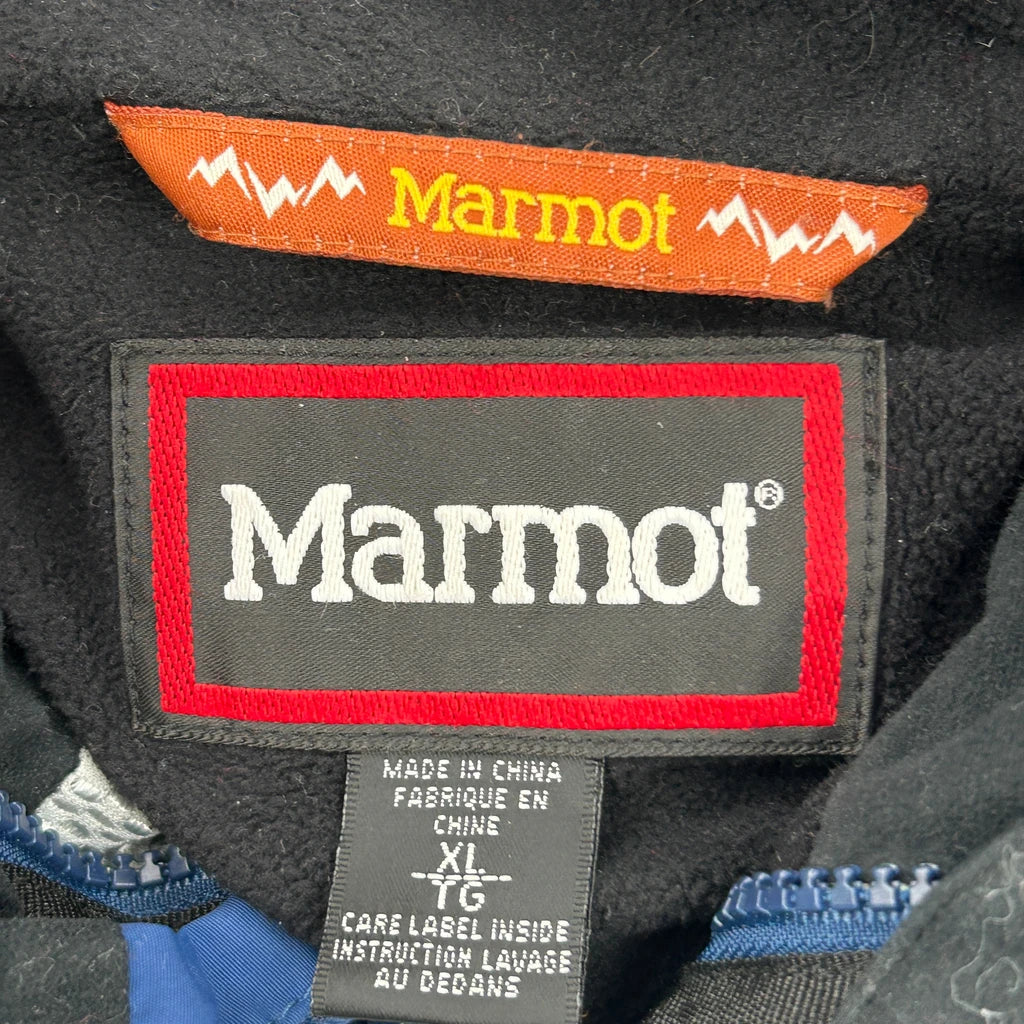 Marmot
Marmot®
MADE IN CHINA
FABRIQUE EN
CHINE
XL
TG
CARE LABEL INSIDE
INSTRUCTION LAVAGE
AU DEDANS